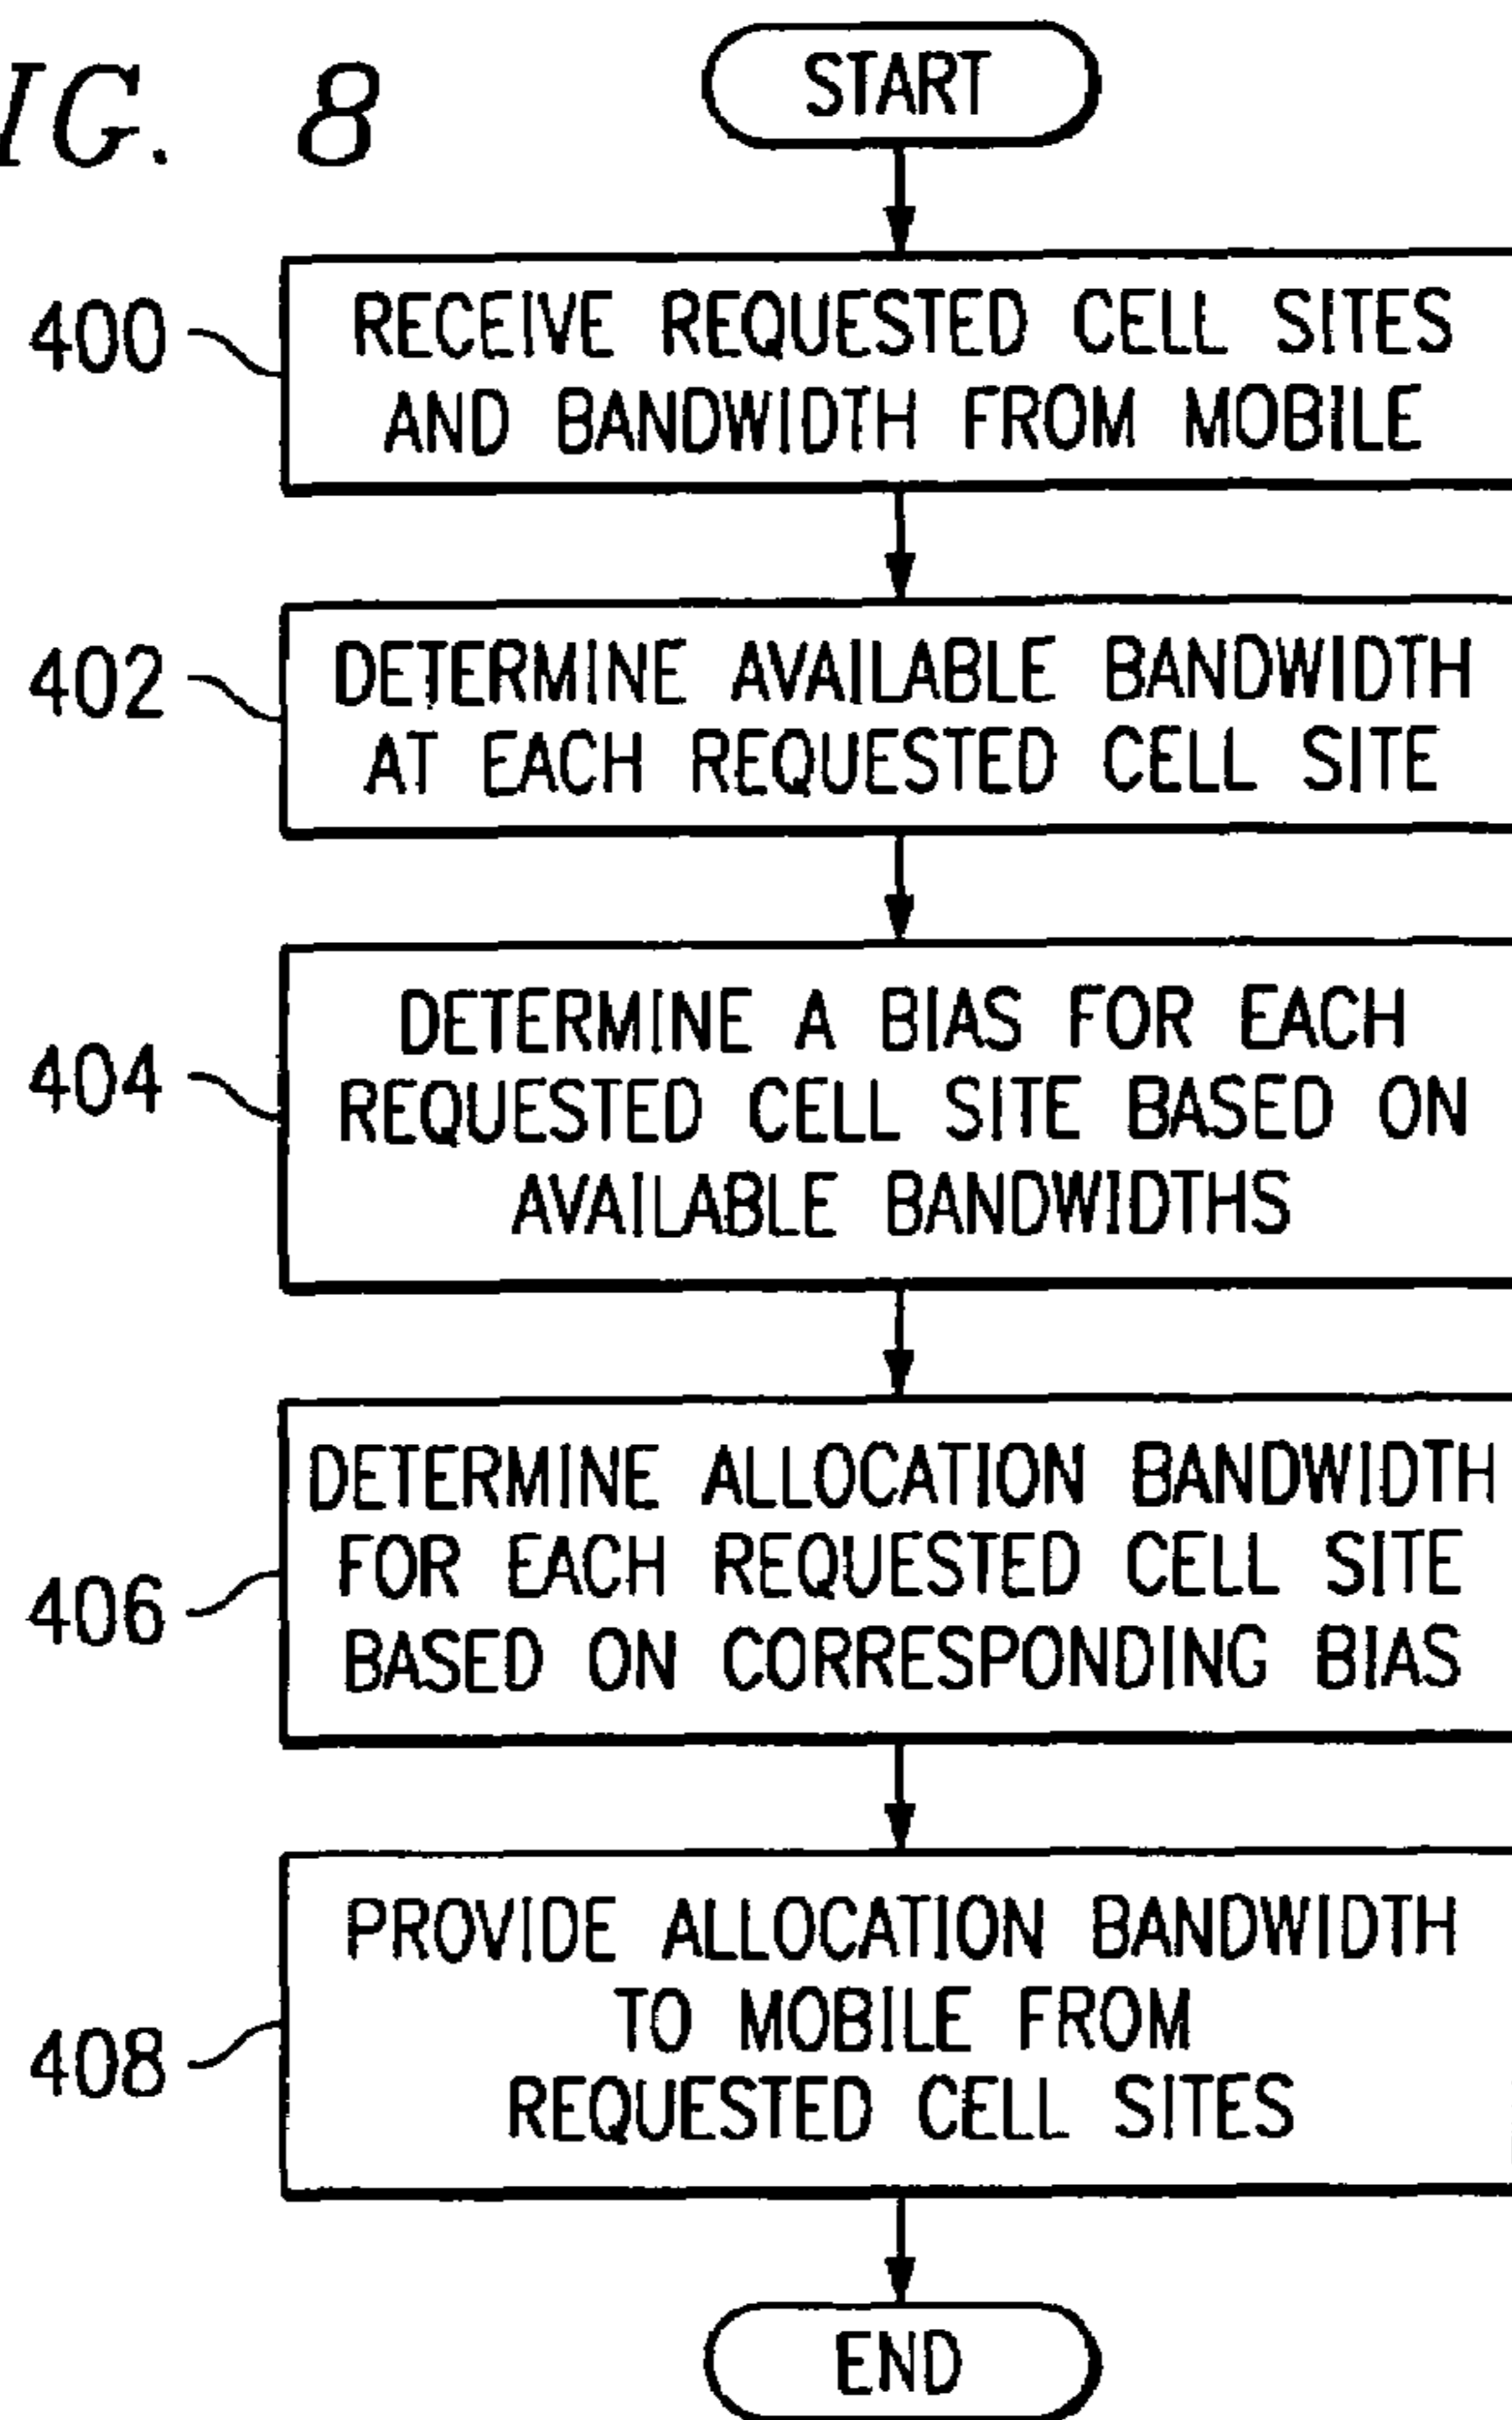 IG. 8
START
400
RECEIVE REQUESTED CELL SITES
AND BANDWIDTH FROM MOBILE
402
DETERMINE AVAILABLE BANDWIDTH
AT EACH REQUESTED CELL SITE
404
DETERMINE A BIAS FOR EACH
REQUESTED CELL SITE BASED ON
AVAILABLE BANDWIDTHS
406
DETERMINE ALLOCATION BANDWIDTH
FOR EACH REQUESTED CELL SITE
BASED ON CORRESPONDING BIAS
408
PROVIDE ALLOCATION BANDWIDTH
TO MOBILE FROM
REQUESTED CELL SITES
END